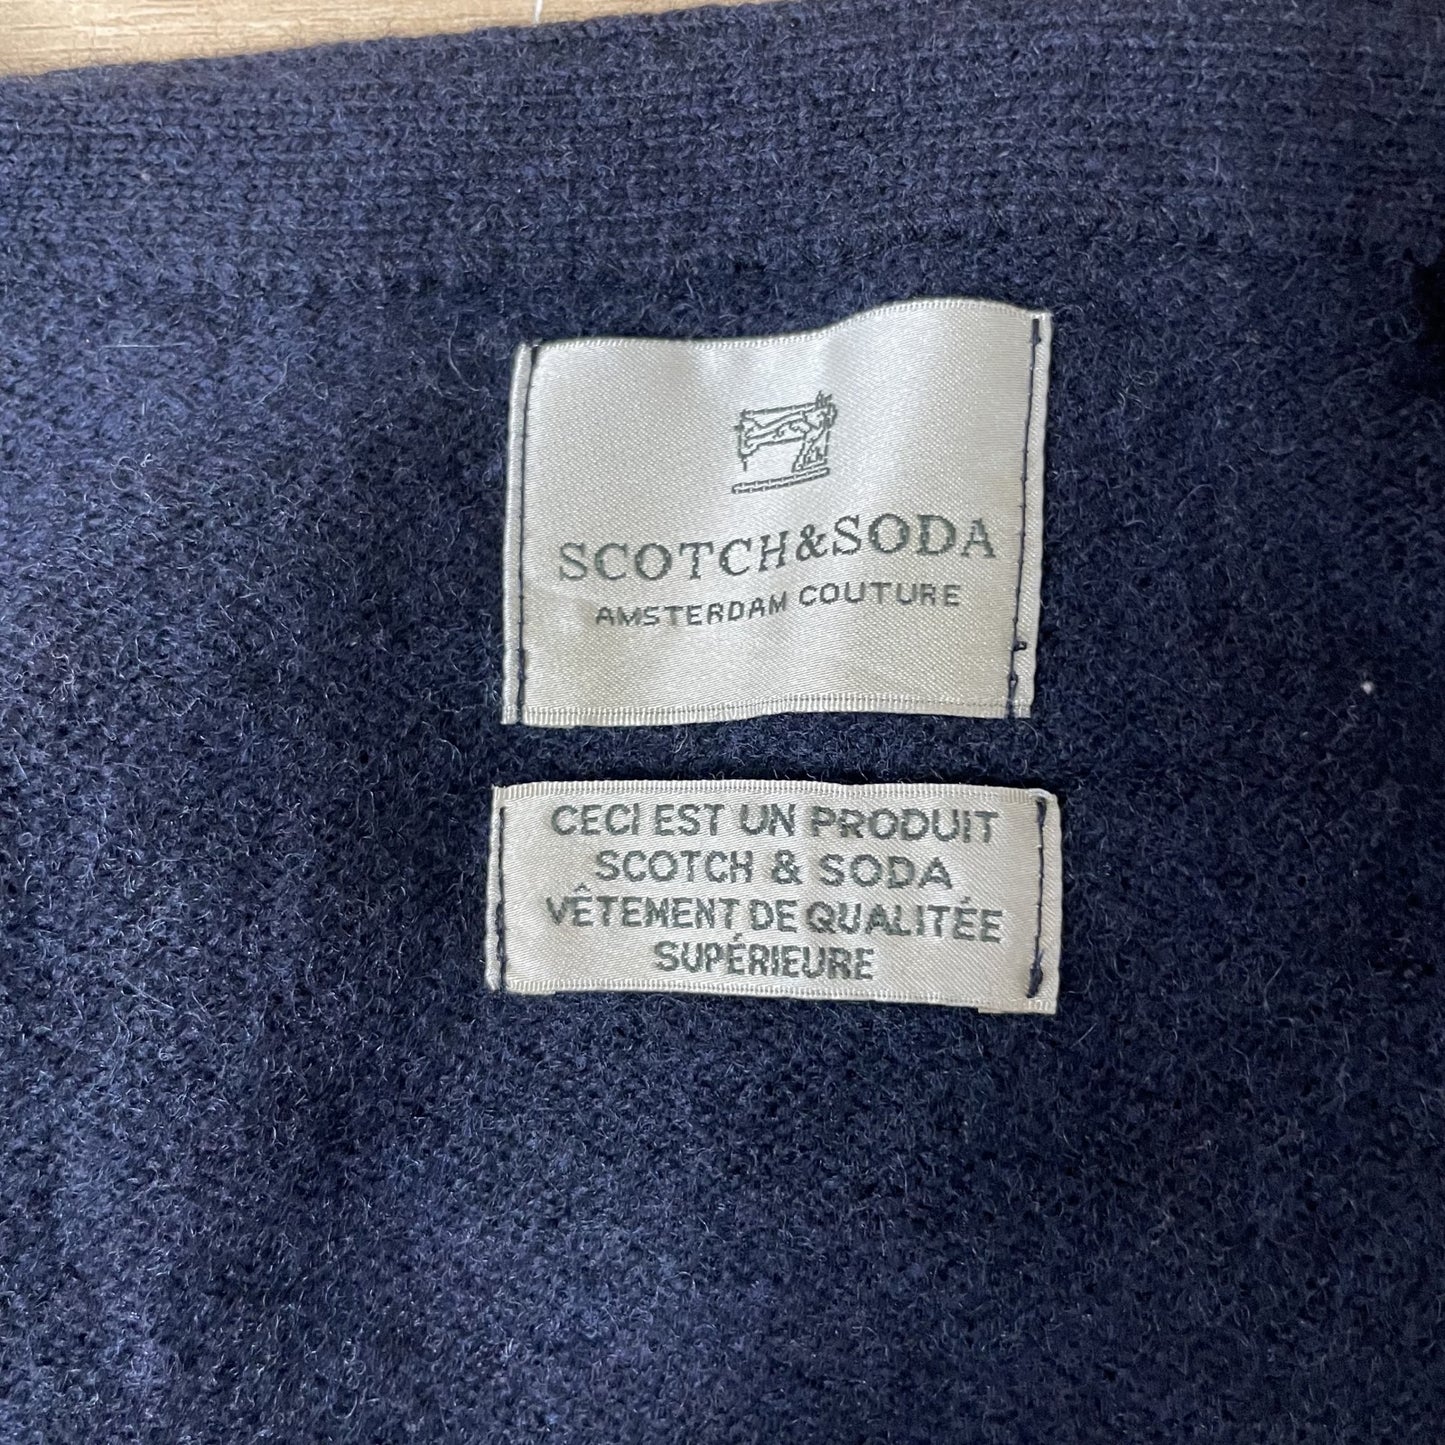 SCOTCH&SODA
AMSTERDAM COUTURE
CECI EST UN PRODUIT
SCOTCH & SODA
VÊTEMENT DE QUALITÉE
SUPÉRIEURE